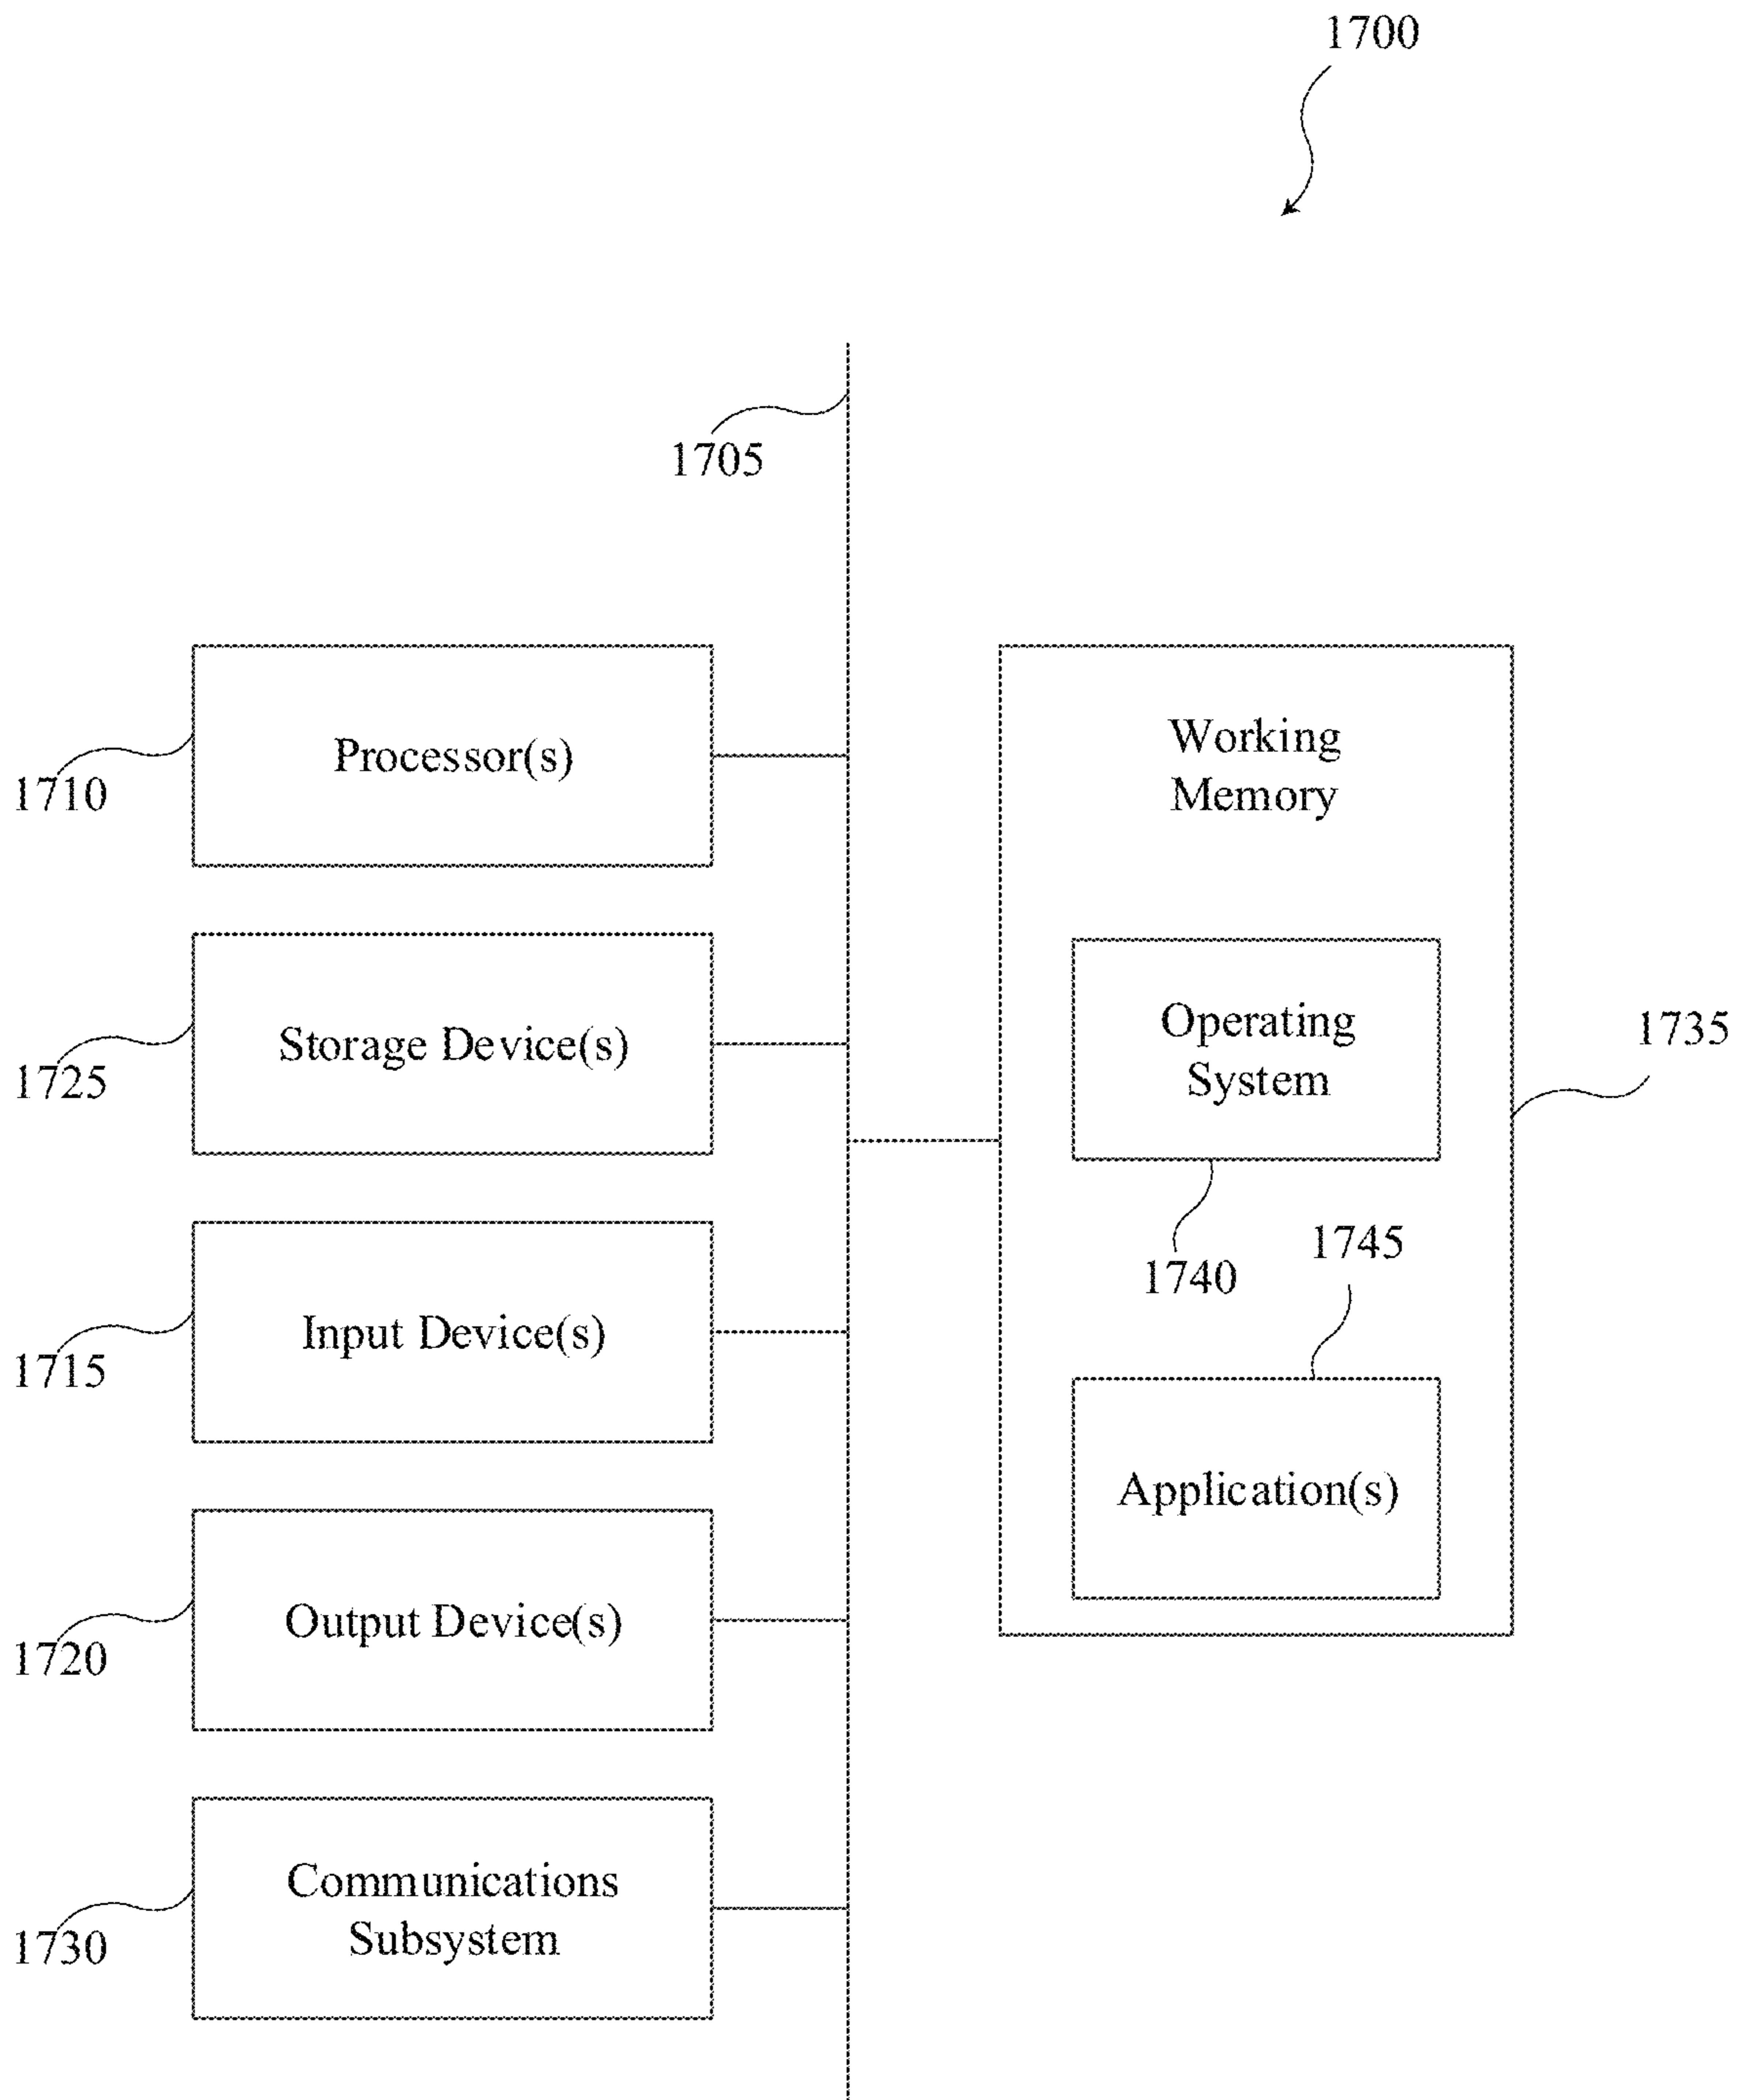 1700
1705
Processor(s)
1710
Storage Device(s)
1725
Input Device(s)
1715
Output Device(s)
1720
Communications
Subsystem
1730
Working
Memory
Operating
System
1735
1740
1745
Application(s)